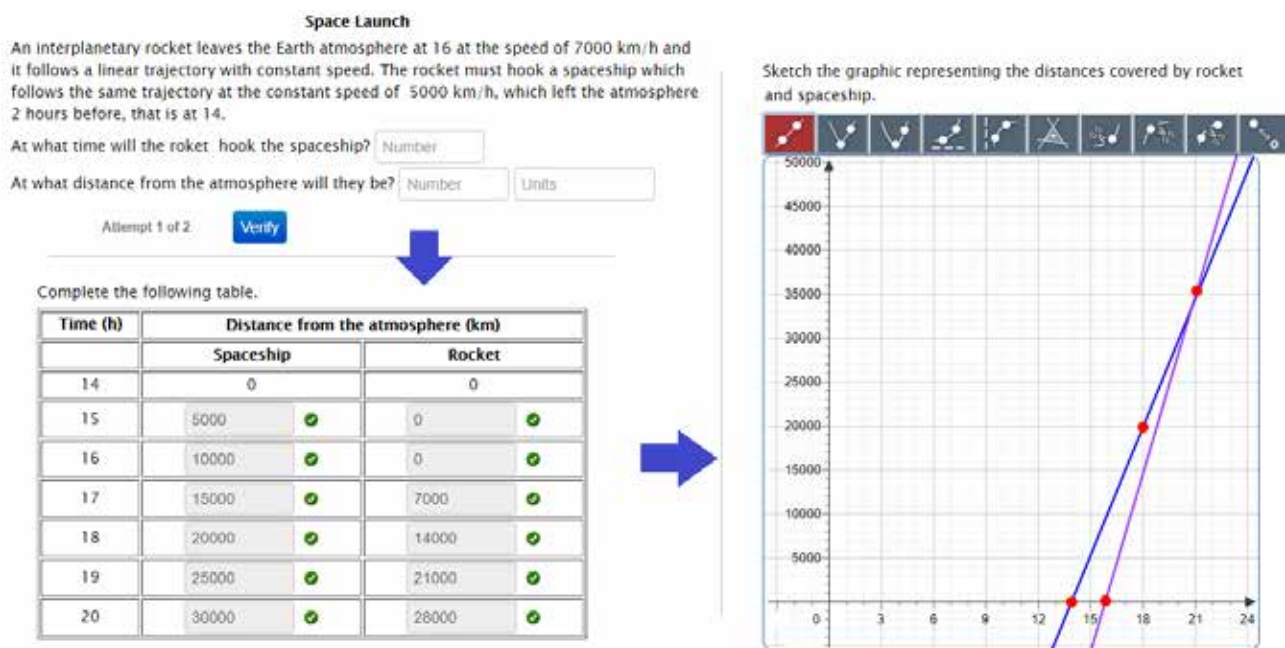 Space Launch
An interplanetary rocket leaves the Earth atmosphere at 16 at the speed of 7000 km/h and
it follows a linear trajectory with constant speed. The rocket must hook a spaceship which
follows the same trajectory at the constant speed of 5000 km/h, which left the atmosphere
2 hours before, that is at 14.
At what time will the roket hook the spaceship? Number
At what distance from the atmosphere will they be? Number Units
Attempt 1 of 2 Verify
Complete the following table.
Time (h) Distance from the atmosphere (km)
Spaceship Rocket
14 0 0
15 5000 0
16 10000 0
17 15000 7000
18 20000 14000
19 25000 21000
20 30000 28000
Sketch the graphic representing the distances covered by rocket
and spaceship.
50000
45000
40000
35000
30000
25000
20000
15000
10000
5000
0 3 6 9 12 15 18 21 24